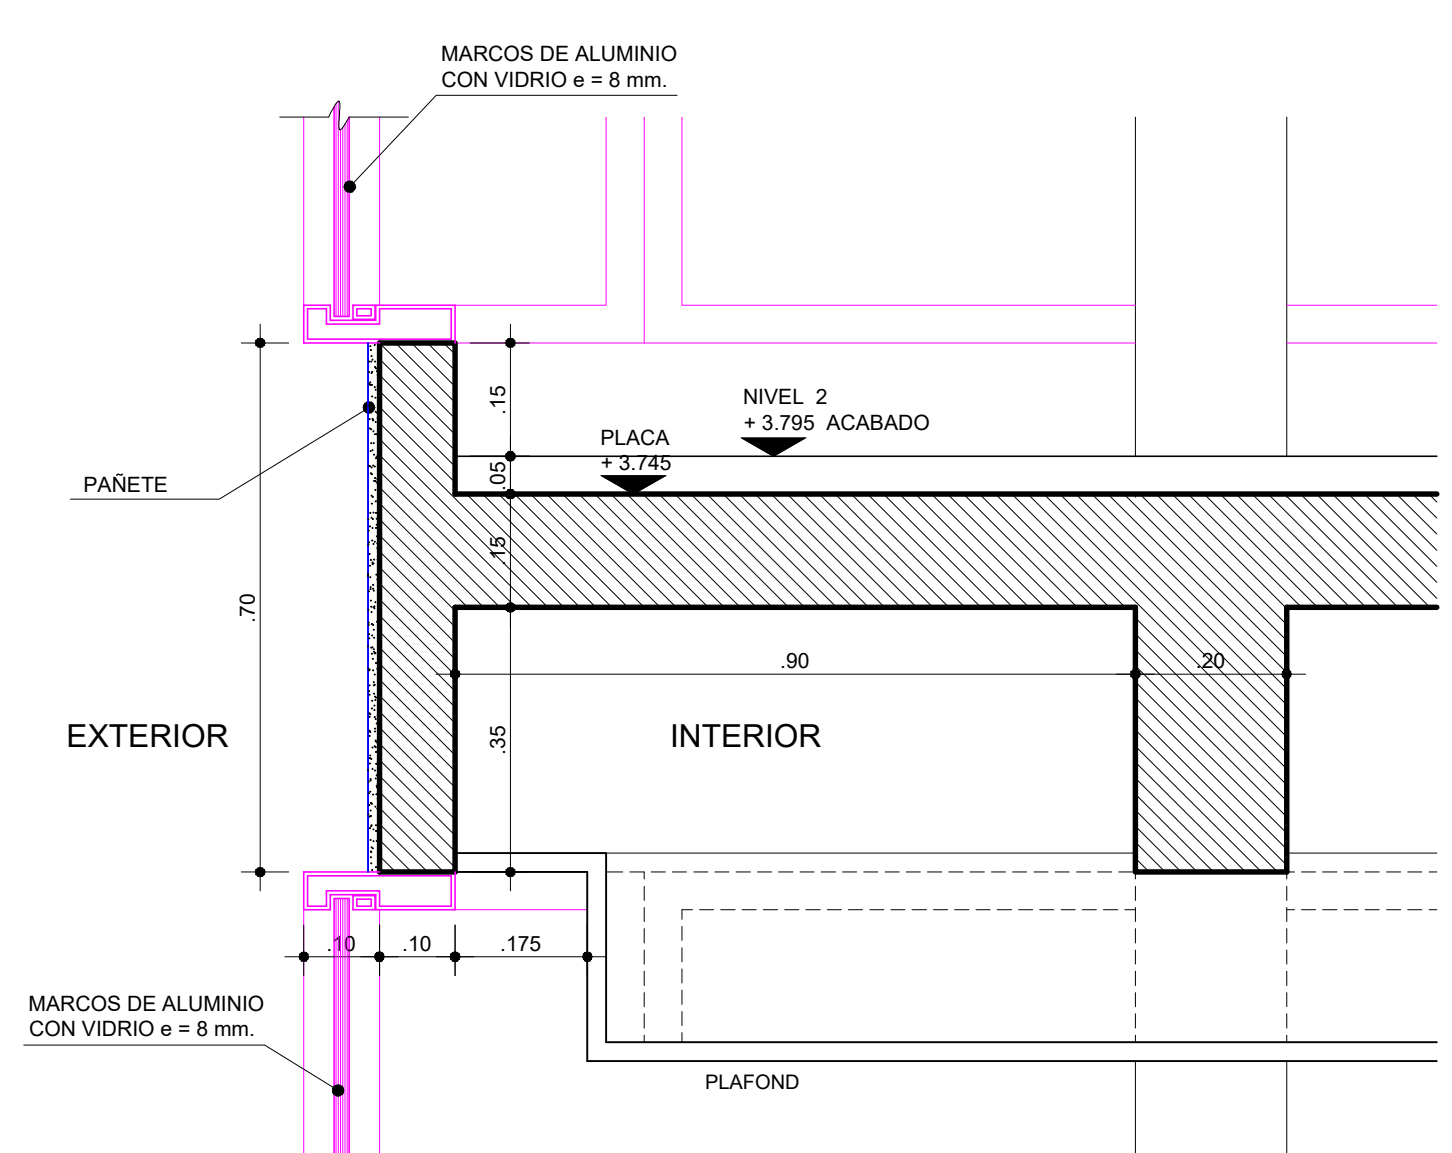 MARCOS DE ALUMINIO
CON VIDRIO e = 8 mm.
.15
NIVEL 2
+ 3.795 ACABADO
PLACA
+ 3.745
.05
PAÑETE
.15
.70
.90
.20
EXTERIOR
.35
INTERIOR
.10
.10
.175
MARCOS DE ALUMINIO
CON VIDRIO e = 8 mm.
PLAFOND